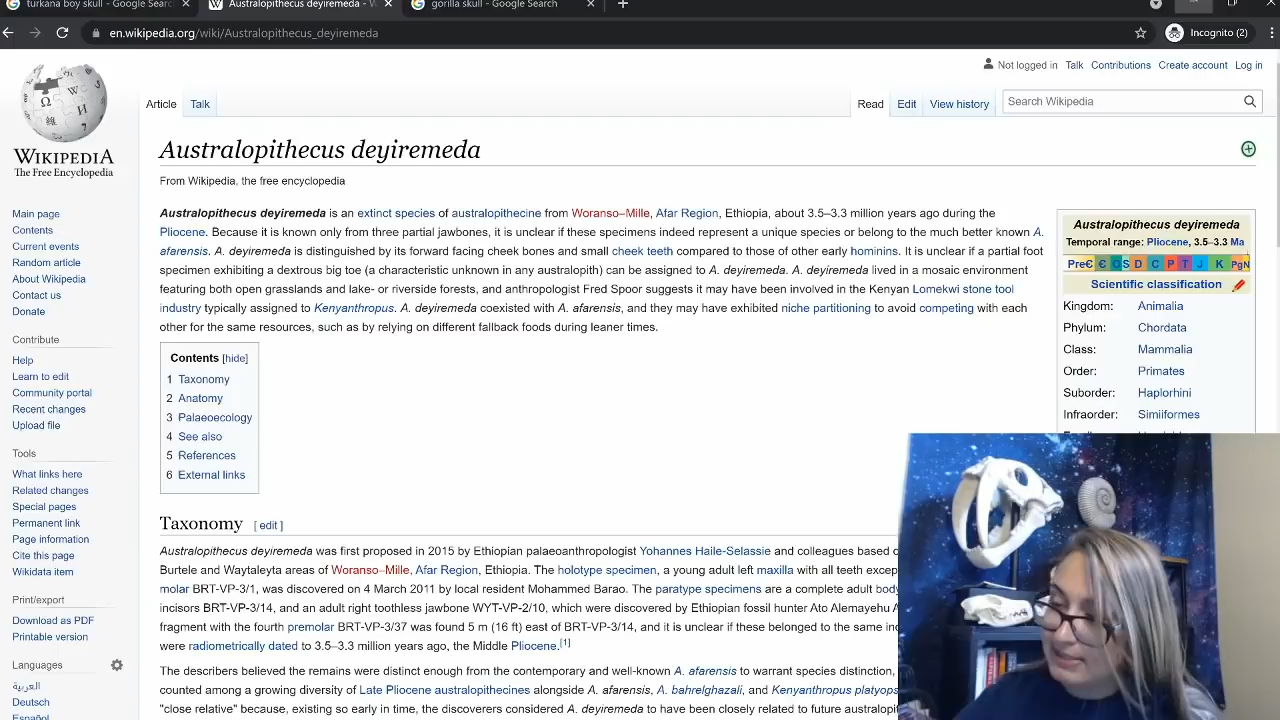 turkana boy skull - Google Search
Australopithecus deyiremeda - W
gorilla skull - Google Search
en.wikipedia.org/wiki/Australopithecus_deyiremeda
Incognito (2)
Not logged in Talk Contributions Create account Log in
Article Talk
Read Edit View history
Search Wikipedia
WIKIPEDIA
The Free Encyclopedia
Main page
Contents
Current events
Random article
About Wikipedia
Contact us
Donate
Contribute
Help
Learn to edit
Community portal
Recent changes
Upload file
Tools
What links here
Related changes
Special pages
Permanent link
Page information
Cite this page
Wikidata item
Print/export
Download as PDF
Printable version
Languages
العربية
Deutsch
Español
Australopithecus deyiremeda
From Wikipedia, the free encyclopedia
Australopithecus deyiremeda is an extinct species of australopithecine from Woranso–Mille, Afar Region, Ethiopia, about 3.5–3.3 million years ago during the
Pliocene. Because it is known only from three partial jawbones, it is unclear if these specimens indeed represent a unique species or belong to the much better known A.
afarensis. A. deyiremeda is distinguished by its forward facing cheek bones and small cheek teeth compared to those of other early hominins. It is unclear if a partial foot
specimen exhibiting a dextrous big toe (a characteristic unknown in any australopith) can be assigned to A. deyiremeda. A. deyiremeda lived in a mosaic environment
featuring both open grasslands and lake- or riverside forests, and anthropologist Fred Spoor suggests it may have been involved in the Kenyan Lomekwi stone tool
industry typically assigned to Kenyanthropus. A. deyiremeda coexisted with A. afarensis, and they may have exhibited niche partitioning to avoid competing with each
other for the same resources, such as by relying on different fallback foods during leaner times.
Contents [hide]
1 Taxonomy
2 Anatomy
3 Palaeoecology
4 See also
5 References
6 External links
Taxonomy [ edit ]
Australopithecus deyiremeda was first proposed in 2015 by Ethiopian palaeoanthropologist Yohannes Haile-Selassie and colleagues based o
Burtele and Waytaleyta areas of Woranso–Mille, Afar Region, Ethiopia. The holotype specimen, a young adult left maxilla with all teeth excep
molar BRT-VP-3/1, was discovered on 4 March 2011 by local resident Mohammed Barao. The paratype specimens are a complete adult body
incisors BRT-VP-3/14, and an adult right toothless jawbone WYT-VP-2/10, which were discovered by Ethiopian fossil hunter Ato Alemayehu A
fragment with the fourth premolar BRT-VP-3/37 was found 5 m (16 ft) east of BRT-VP-3/14, and it is unclear if these belonged to the same inc
were radiometrically dated to 3.5–3.3 million years ago, the Middle Pliocene.[1]
The describers believed the remains were distinct enough from the contemporary and well-known A. afarensis to warrant species distinction,
counted among a growing diversity of Late Pliocene australopithecines alongside A. afarensis, A. bahrelghazali, and Kenyanthropus platyops
"close relative" because, existing so early in time, the discoverers considered A. deyiremeda to have been closely related to future australopit
Australopithecus deyiremeda
Temporal range: Pliocene, 3.5–3.3 Ma
PreꞒ Ꞓ O S D C P T J K PgN
Scientific classification
Kingdom: Animalia
Phylum: Chordata
Class: Mammalia
Order: Primates
Suborder: Haplorhini
Infraorder: Simiiformes